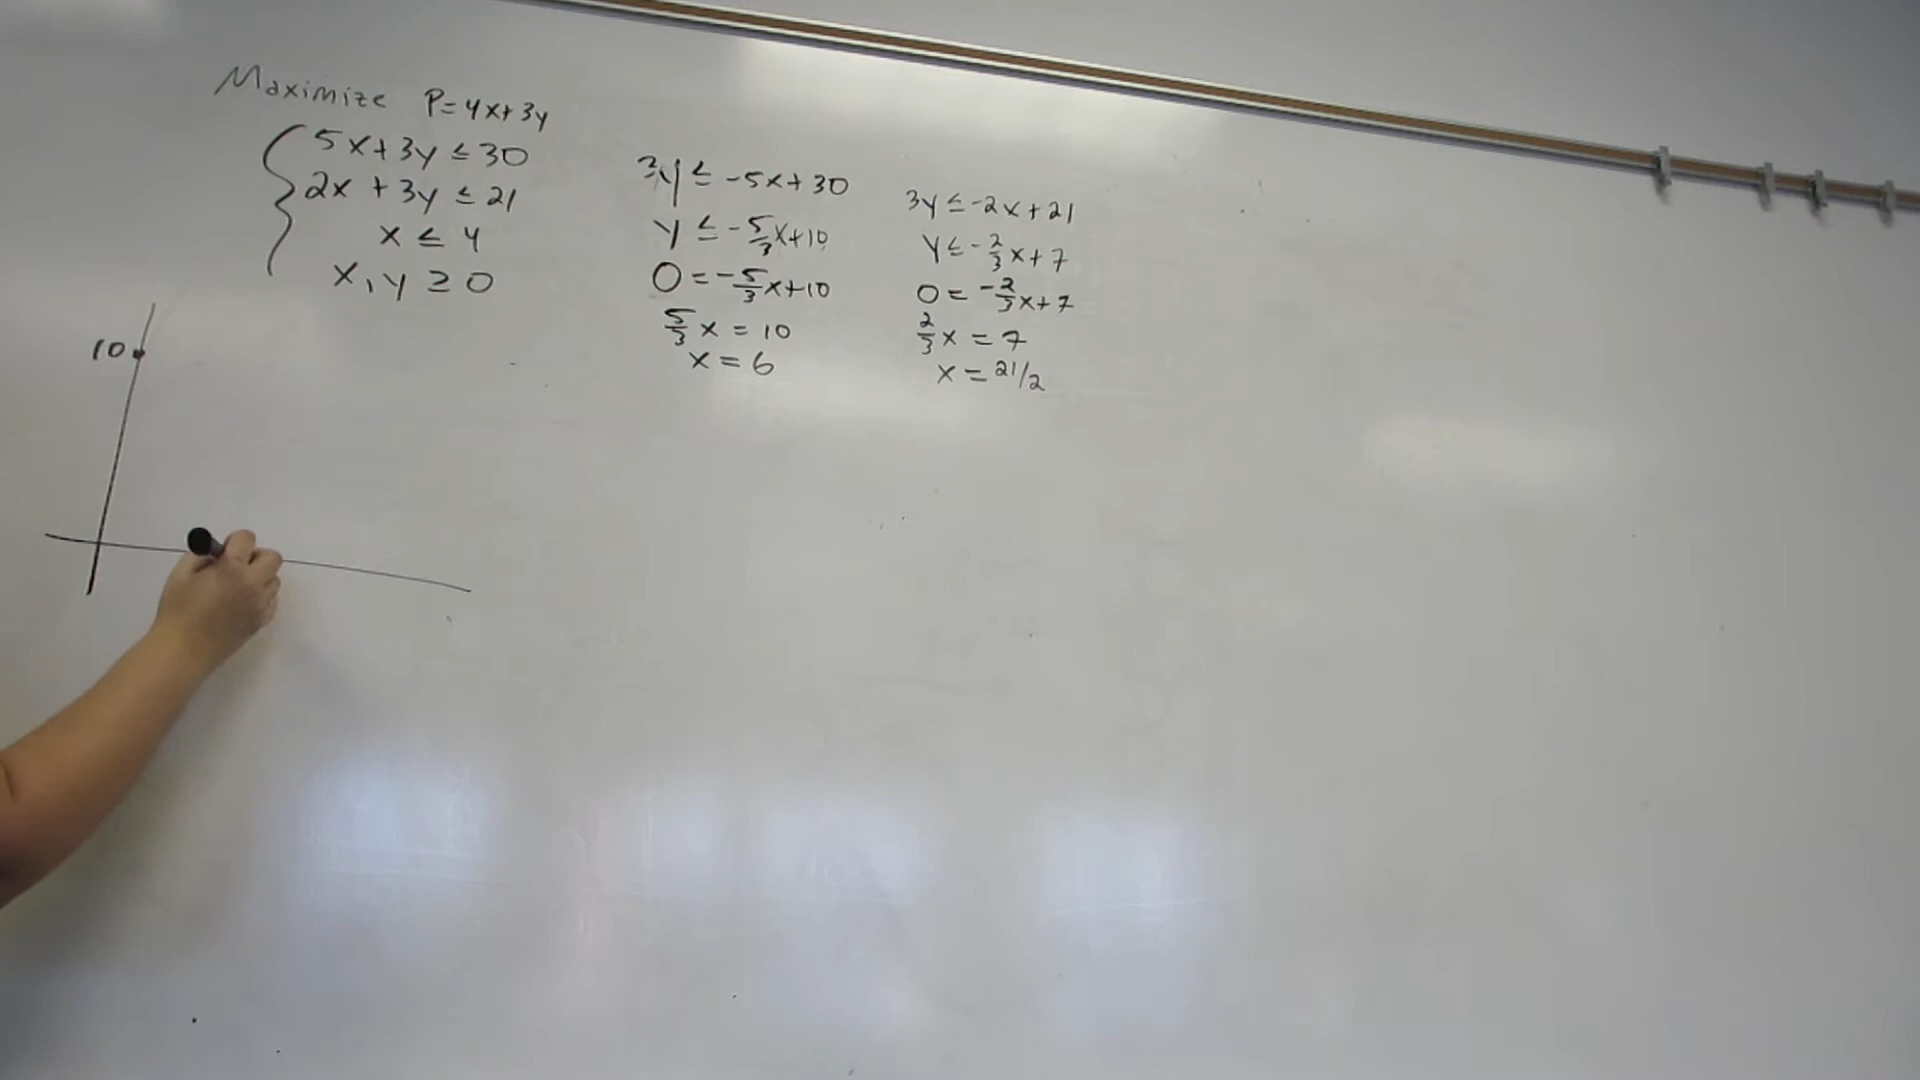 Maximize P=4x+3y
5x+3y ≤ 30
2x + 3y ≤ 21
x ≤ 4
x, y ≥ 0
3y ≤ -5x+30
y ≤ -5/3x+10
0 = -5/3x+10
5/3x = 10
x = 6
3y ≤ -2x+21
y ≤ -2/3x+7
0 = -2/3x+7
2/3x = 7
x = 21/2
10